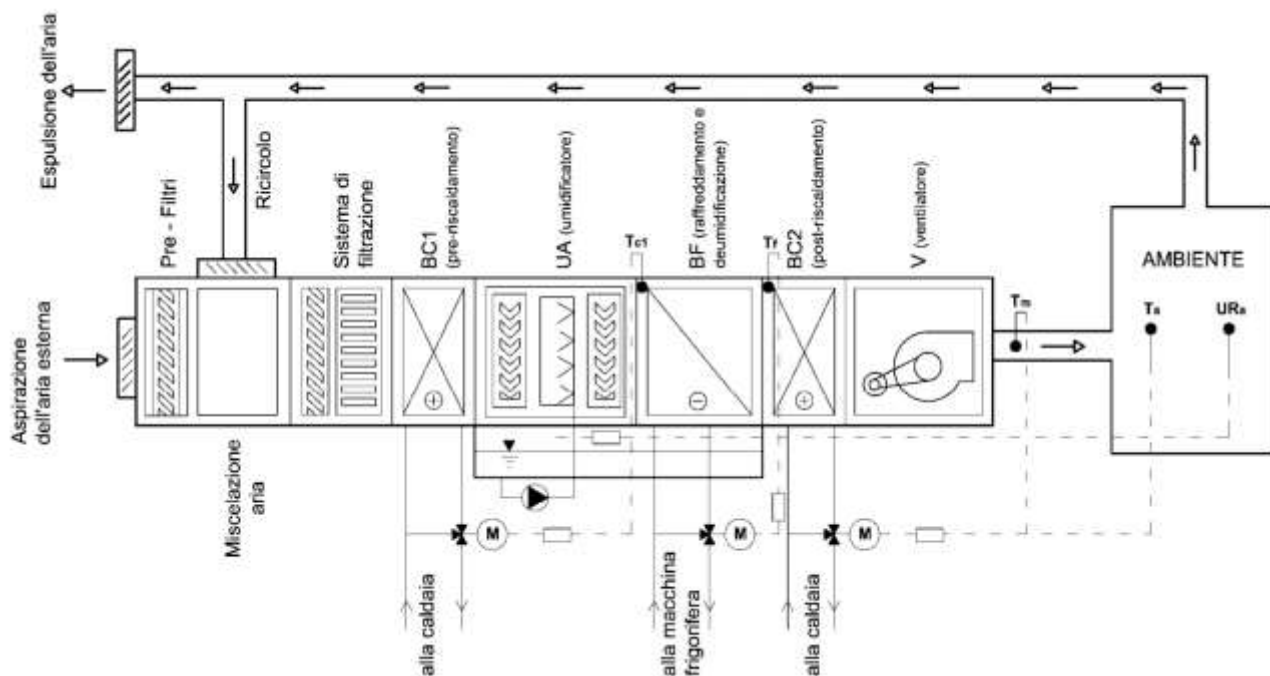 Espulsione dell'aria
Aspirazione
dell'aria esterna
Pre - Filtri
Ricircolo
Miscelazione
aria
Sistema di
filtrazione
BC1
(pre-riscaldamento)
UA (umidificatore)
Tc1
BF (raffreddamento e
deumidificazione)
Tf
BC2
(post-riscaldamento)
V (ventilatore)
Tm
AMBIENTE
Ta
URa
M
M
M
alla caldaia
alla macchina
frigorifera
alla caldaia